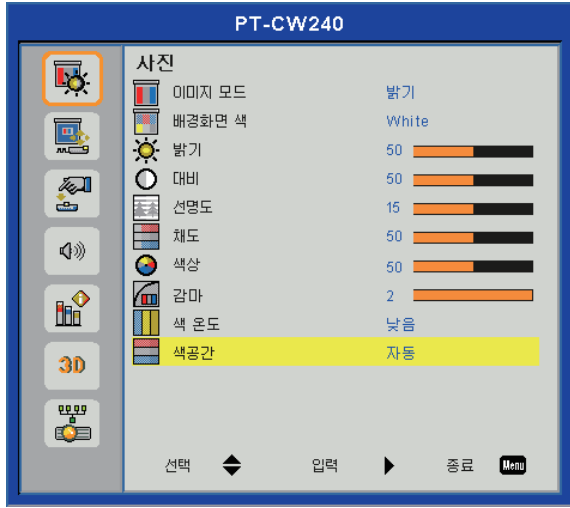 PT-CW240
사진
이미지 모드 밝기
배경화면 색 White
밝기 50
대비 50
선명도 15
채도 50
색상 50
감마 2
색 온도 낮음
색공간 자동
3D
선택 입력 종료 Menu